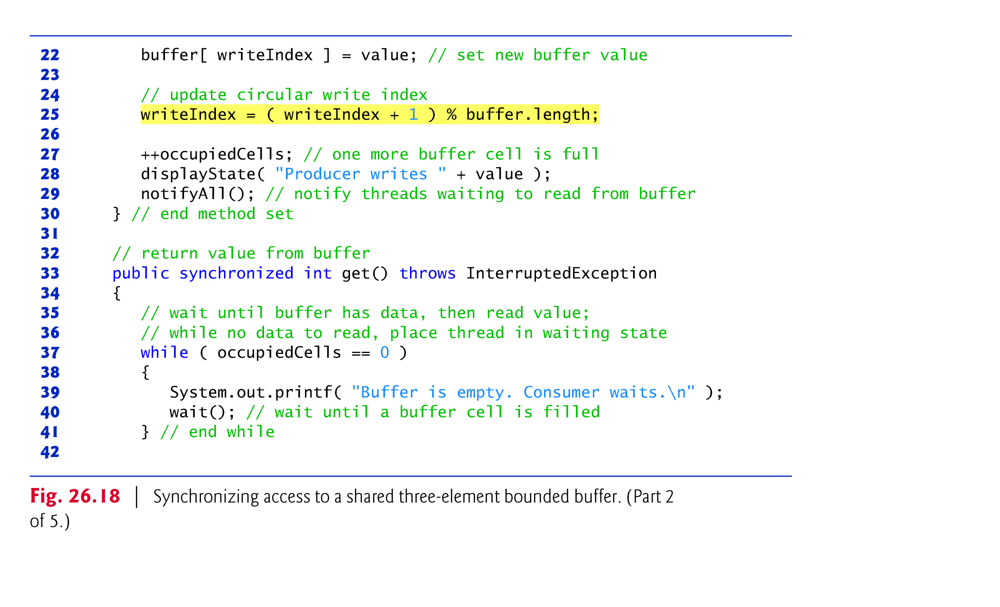 22 buffer[ writeIndex ] = value; // set new buffer value
23
24 // update circular write index
25 writeIndex = ( writeIndex + 1 ) % buffer.length;
26
27 ++occupiedCells; // one more buffer cell is full
28 displayState( "Producer writes " + value );
29 notifyAll(); // notify threads waiting to read from buffer
30 } // end method set
31
32 // return value from buffer
33 public synchronized int get() throws InterruptedException
34 {
35 // wait until buffer has data, then read value;
36 // while no data to read, place thread in waiting state
37 while ( occupiedCells == 0 )
38 {
39 System.out.printf( "Buffer is empty. Consumer waits.\n" );
40 wait(); // wait until a buffer cell is filled
41 } // end while
42
Fig. 26.18 | Synchronizing access to a shared three-element bounded buffer. (Part 2
of 5.)